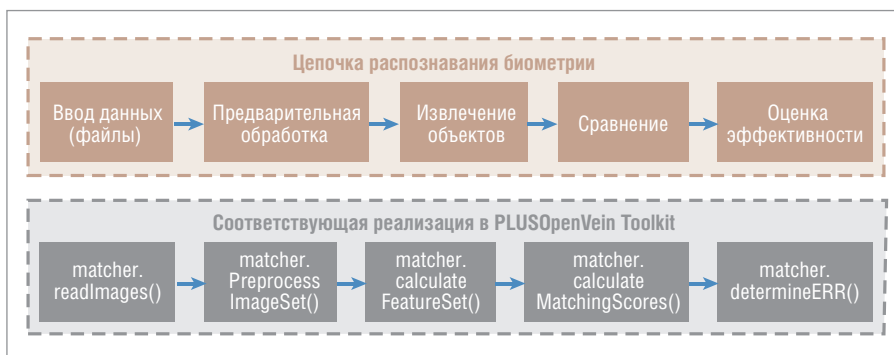 Цепочка распознавания биометрии
Ввод данных
(файлы)
Предварительная
обработка
Извлечение
объектов
Сравнение
Оценка
эффективности
Соответствующая реализация в PLUSOpenVein Toolkit
matcher.
readImages()
matcher.
Preprocess
ImageSet()
matcher.
calculate
FeatureSet()
matcher.
calculate
MatchingScores()
matcher.
determineERR()